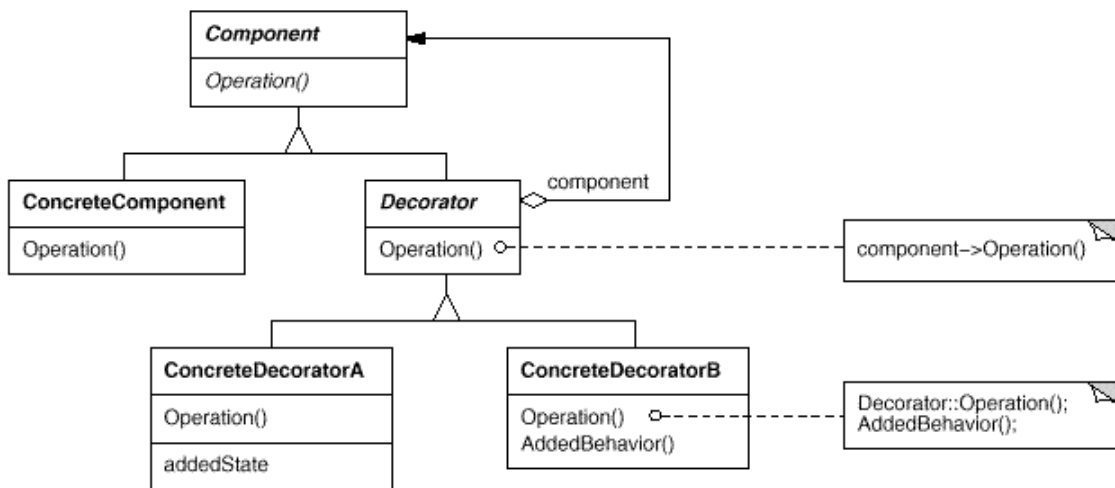 Component
Operation()
component
ConcreteComponent
Operation()
Decorator
Operation()
component->Operation()
ConcreteDecoratorA
Operation()
addedState
ConcreteDecoratorB
Operation()
AddedBehavior()
Decorator::Operation();
AddedBehavior();